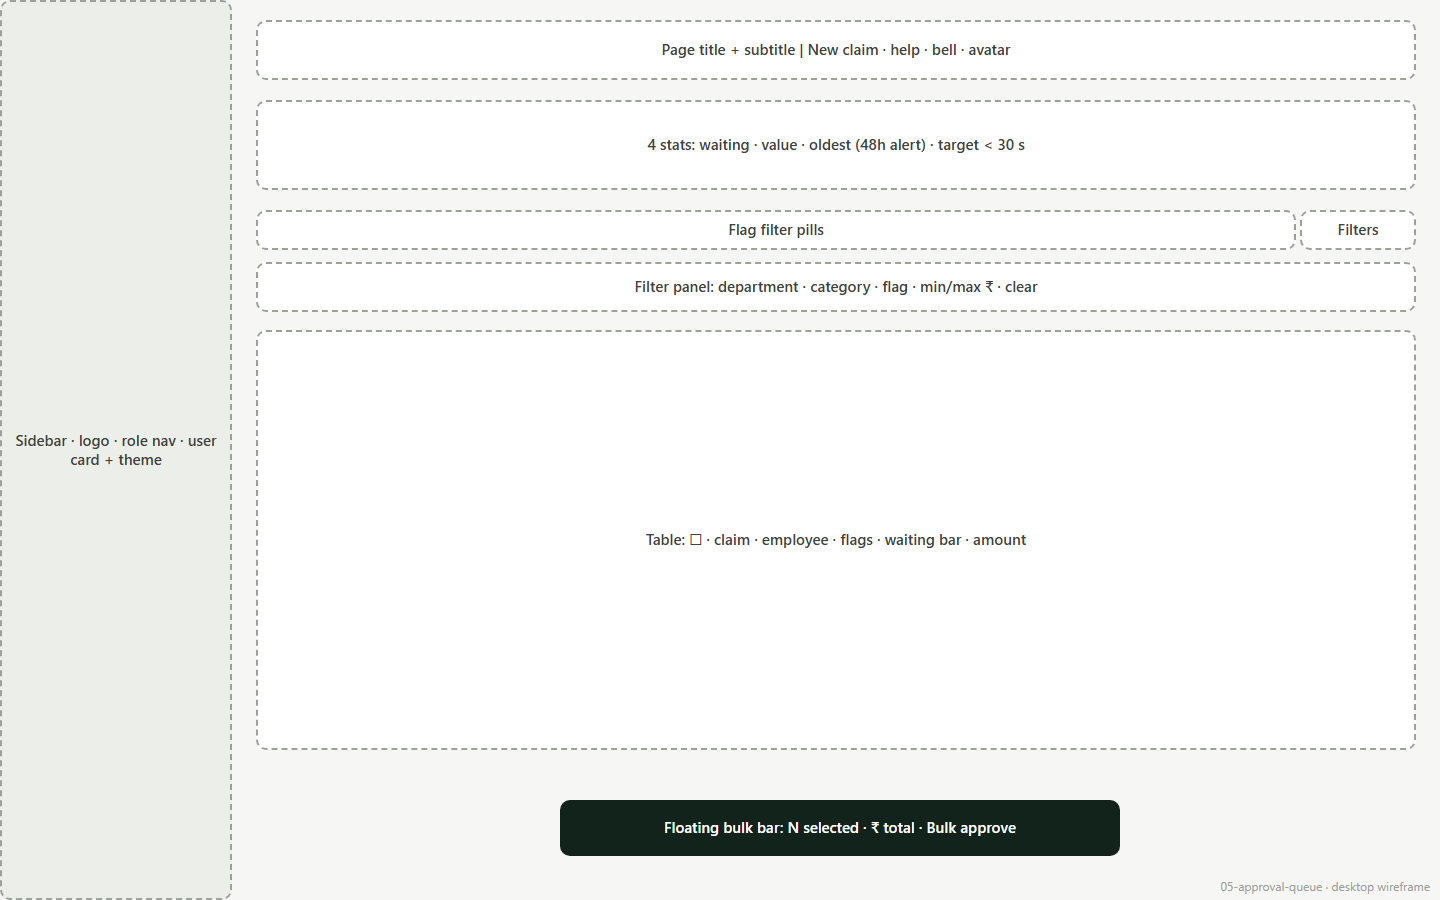 Page title + subtitle | New claim · help · bell · avatar
4 stats: waiting · value · oldest (48h alert) · target < 30 s
Flag filter pills
Filters
Filter panel: department · category · flag · min/max ₹ · clear
Sidebar · logo · role nav · user
card + theme
Table: ☐ · claim · employee · flags · waiting bar · amount
Floating bulk bar: N selected · ₹ total · Bulk approve
05-approval-queue · desktop wireframe